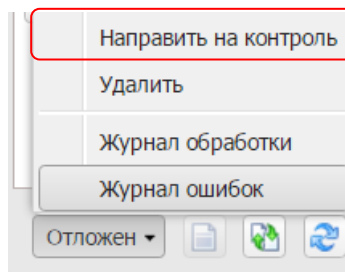 Направить на контроль
Удалить
Журнал обработки
Журнал ошибок
Отложен